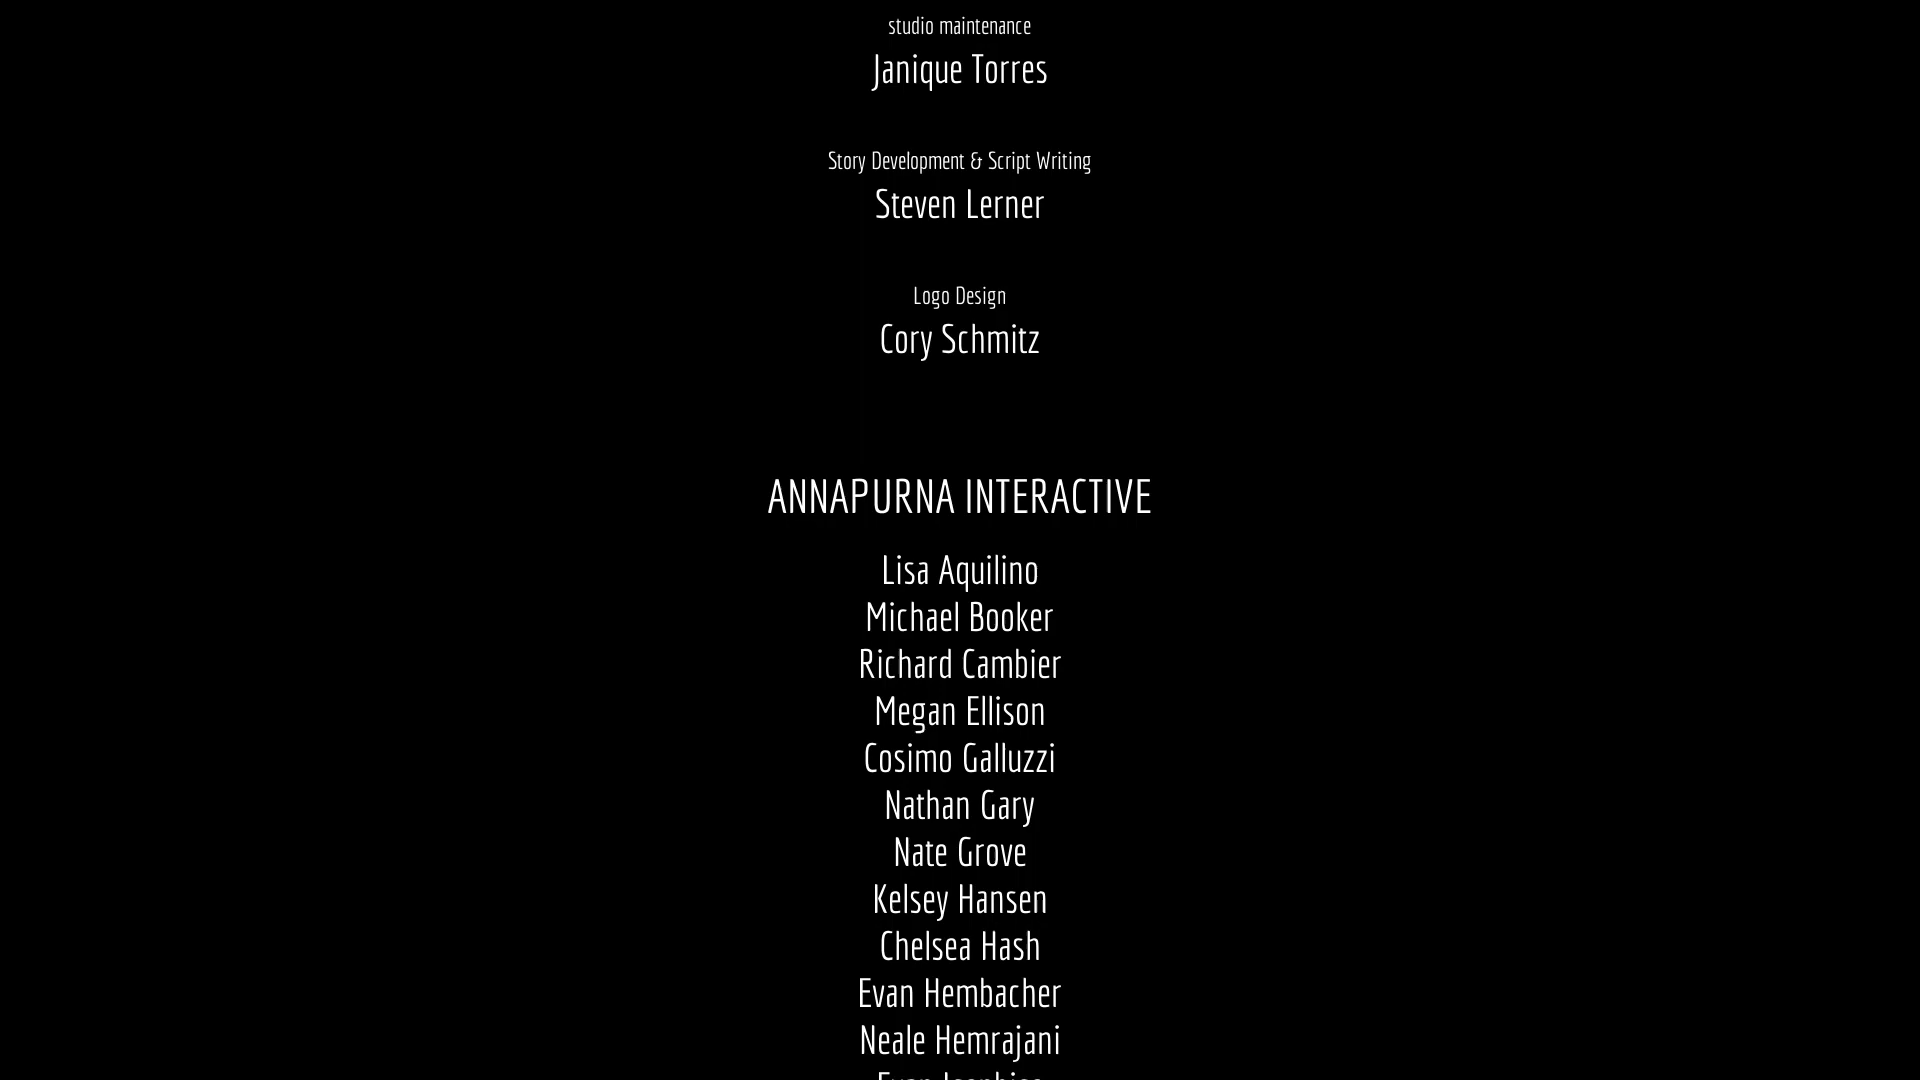 studio maintenance
Janique Torres
Story Development & Script Writing
Steven Lerner
Logo Design
Cory Schmitz
ANNAPURNA INTERACTIVE
Lisa Aquilino
Michael Booker
Richard Cambier
Megan Ellison
Cosimo Galluzzi
Nathan Gary
Nate Grove
Kelsey Hansen
Chelsea Hash
Evan Hembacher
Neale Hemrajani